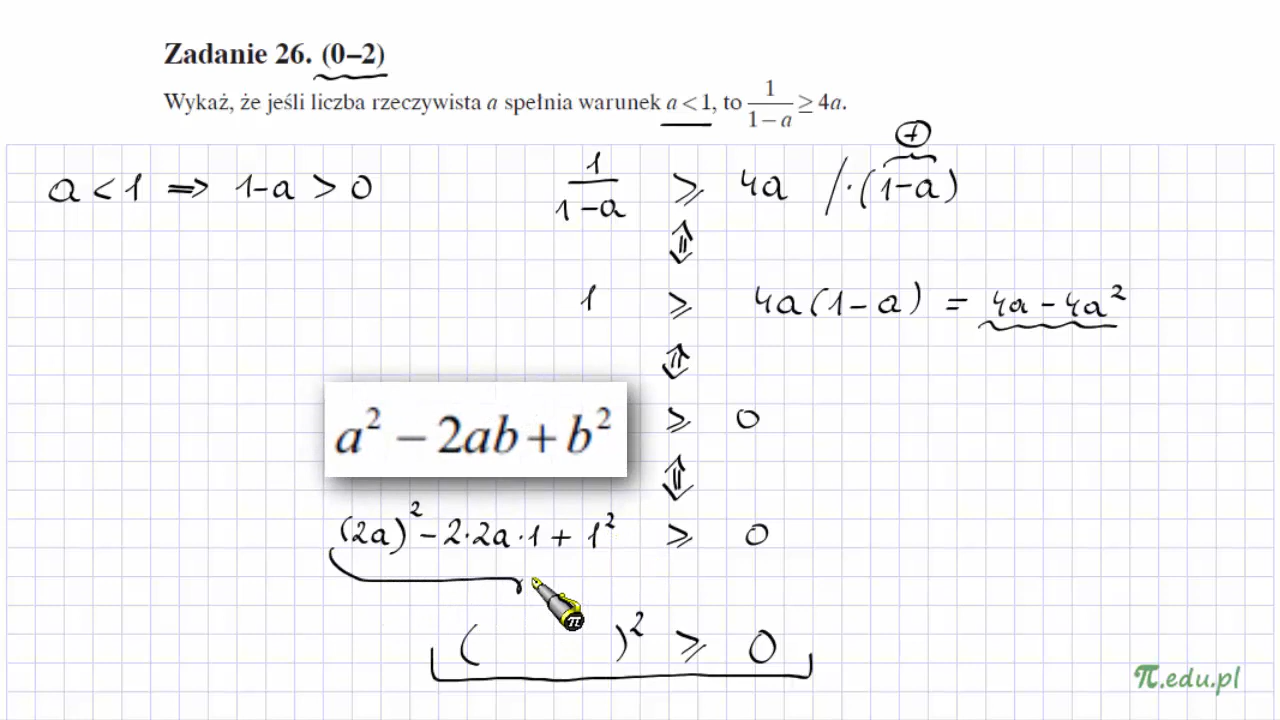 Zadanie 26. (0–2)
Wykaż, że jeśli liczba rzeczywista a spełnia warunek a < 1, to 1/(1−a) ≥ 4a.
+
a < 1 ⟹ 1-a > 0
1/(1-a) ⩾ 4a /·(1-a)
⇕
1 ⩾ 4a(1-a) = 4a - 4a²
⇕
a² − 2ab + b² ⩾ 0
⇕
(2a)² - 2·2a·1 + 1² ⩾ 0
( )² ⩾ 0
π.edu.pl